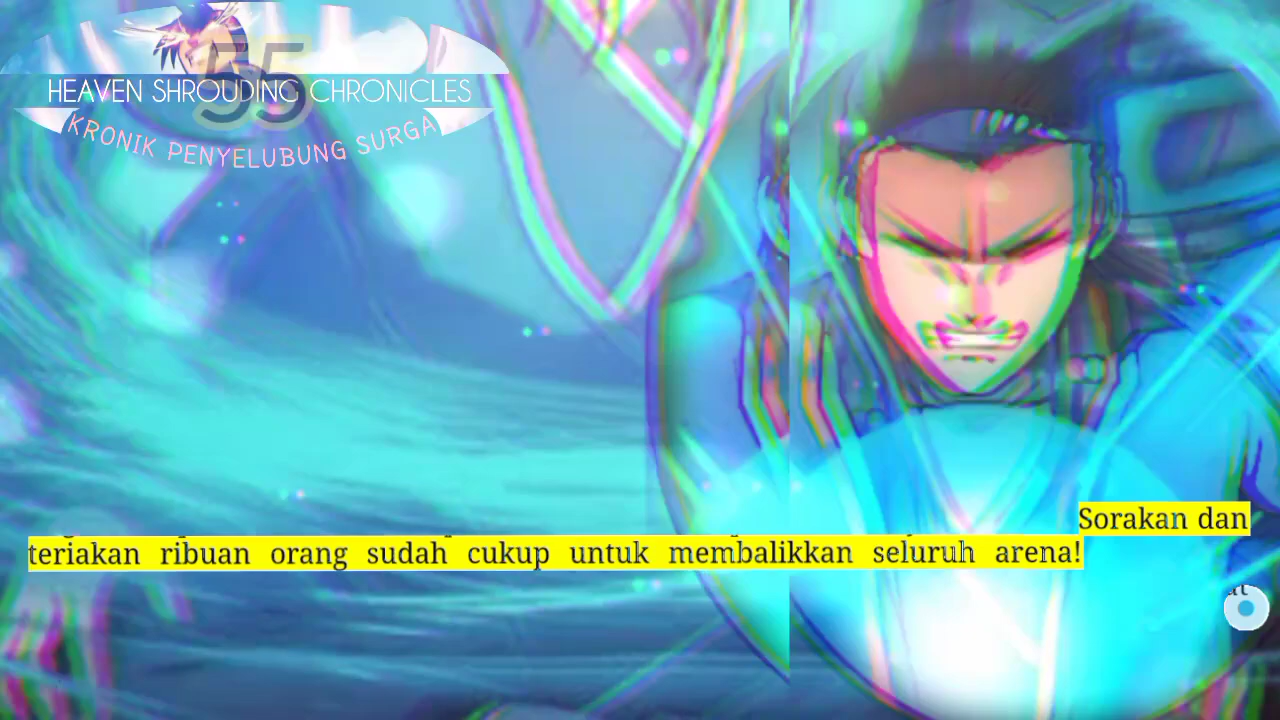 55
HEAVEN SHROUDING CHRONICLES
KRONIK PENYELUBUNG SURGA
Sorakan dan
teriakan ribuan orang sudah cukup untuk membalikkan seluruh arena!